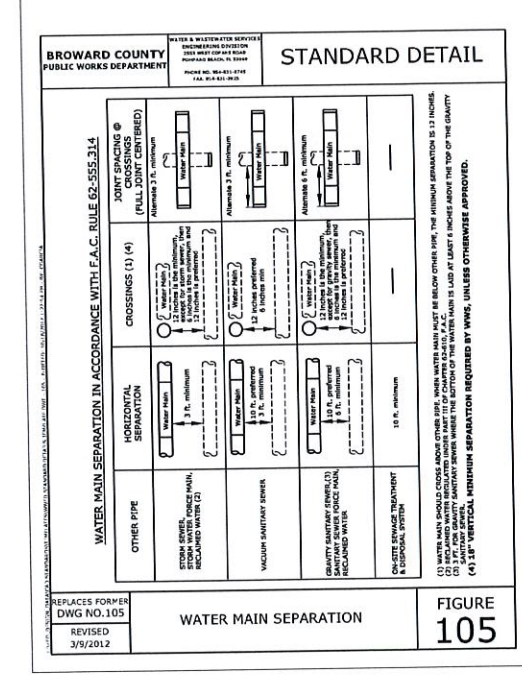 BROWARD COUNTY
PUBLIC WORKS DEPARTMENT
WATER & WASTEWATER SERVICES
ENGINEERING DIVISION
2555 WEST COPANS ROAD
POMPANO BEACH, FL 33069
PHONE NO. 954-831-0745
STANDARD DETAIL
WATER MAIN SEPARATION IN ACCORDANCE WITH F.A.C. RULE 62-555.314
OTHER PIPE
HORIZONTAL
SEPARATION
CROSSINGS (1) (4)
JOINT SPACING @
CROSSINGS
(FULL JOINT CENTERED)
STORM SEWER,
STORM WATER FORCE MAIN,
RECLAIMED WATER (2)
Water Main
3 ft. minimum
Water Main
12 inches is the minimum,
except for storm sewer, then
6 inches is the minimum and
12 inches is preferred
Alternate 3 ft. minimum
Water Main
VACUUM SANITARY SEWER
Water Main
10 ft. preferred
3 ft. minimum
Water Main
12 inches preferred
6 inches min
Alternate 3 ft. minimum
Water Main
GRAVITY SANITARY SEWER,(3)
SANITARY SEWER FORCE MAIN,
RECLAIMED WATER
Water Main
10 ft. preferred
6 ft. minimum
Water Main
12 inches is the minimum,
except for gravity sewer, then
6 inches is the minimum and
12 inches is preferred
Alternate 6 ft. minimum
Water Main
ON-SITE SEWAGE TREATMENT
& DISPOSAL SYSTEM
10 ft. minimum
(1) WATER MAIN SHOULD CROSS ABOVE OTHER PIPE, WHEN WATER MAIN MUST BE BELOW OTHER PIPE, THE MINIMUM SEPARATION IS 12 INCHES.
(2) RECLAIMED WATER REGULATED UNDER PART III OF CHAPTER 62-610, F.A.C.
(3) 3 FT. FOR GRAVITY SANITARY SEWER WHERE THE BOTTOM OF THE WATER MAIN IS LAID AT LEAST 6 INCHES ABOVE THE TOP OF THE GRAVITY
SANITARY SEWER.
(4) 18" VERTICAL MINIMUM SEPARATION REQUIRED BY WWS, UNLESS OTHERWISE APPROVED.
REPLACES FORMER
DWG NO.105
REVISED
3/9/2012
WATER MAIN SEPARATION
FIGURE
105